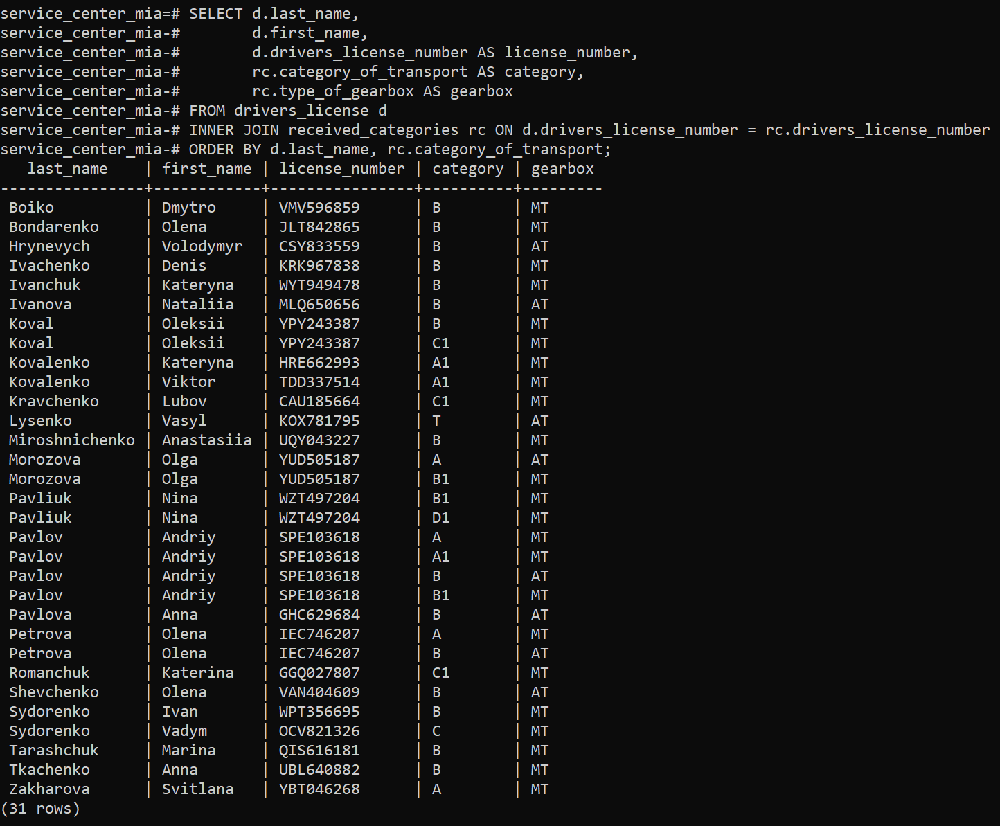 service_center_mia=# SELECT d.last_name,
service_center_mia-#        d.first_name,
service_center_mia-#        d.drivers_license_number AS license_number,
service_center_mia-#        rc.category_of_transport AS category,
service_center_mia-#        rc.type_of_gearbox AS gearbox
service_center_mia-# FROM drivers_license d
service_center_mia-# INNER JOIN received_categories rc ON d.drivers_license_number = rc.drivers_license_number
service_center_mia-# ORDER BY d.last_name, rc.category_of_transport;
   last_name    | first_name | license_number | category | gearbox
----------------+------------+----------------+----------+---------
 Boiko          | Dmytro     | VMV596859      | B        | MT
 Bondarenko     | Olena      | JLT842865      | B        | MT
 Hrynevych      | Volodymyr  | CSY833559      | B        | AT
 Ivachenko      | Denis      | KRK967838      | B        | MT
 Ivanchuk       | Kateryna   | WYT949478      | B        | MT
 Ivanova        | Nataliia   | MLQ650656      | B        | AT
 Koval          | Oleksii    | YPY243387      | B        | MT
 Koval          | Oleksii    | YPY243387      | C1       | MT
 Kovalenko      | Kateryna   | HRE662993      | A1       | MT
 Kovalenko      | Viktor     | TDD337514      | A1       | MT
 Kravchenko     | Lubov      | CAU185664      | C1       | MT
 Lysenko        | Vasyl      | KOX781795      | T        | AT
 Miroshnichenko | Anastasiia | UQY043227      | B        | MT
 Morozova       | Olga       | YUD505187      | A        | AT
 Morozova       | Olga       | YUD505187      | B1       | MT
 Pavliuk        | Nina       | WZT497204      | B1       | MT
 Pavliuk        | Nina       | WZT497204      | D1       | MT
 Pavlov         | Andriy     | SPE103618      | A        | MT
 Pavlov         | Andriy     | SPE103618      | A1       | MT
 Pavlov         | Andriy     | SPE103618      | B        | AT
 Pavlov         | Andriy     | SPE103618      | B1       | MT
 Pavlova        | Anna       | GHC629684      | B        | AT
 Petrova        | Olena      | IEC746207      | A        | MT
 Petrova        | Olena      | IEC746207      | B        | AT
 Romanchuk      | Katerina   | GGQ027807      | C1       | MT
 Shevchenko     | Olena      | VAN404609      | B        | AT
 Sydorenko      | Ivan       | WPT356695      | B        | MT
 Sydorenko      | Vadym      | OCV821326      | C        | MT
 Tarashchuk     | Marina     | QIS616181      | B        | MT
 Tkachenko      | Anna       | UBL640882      | B        | MT
 Zakharova      | Svitlana   | YBT046268      | A        | MT
(31 rows)